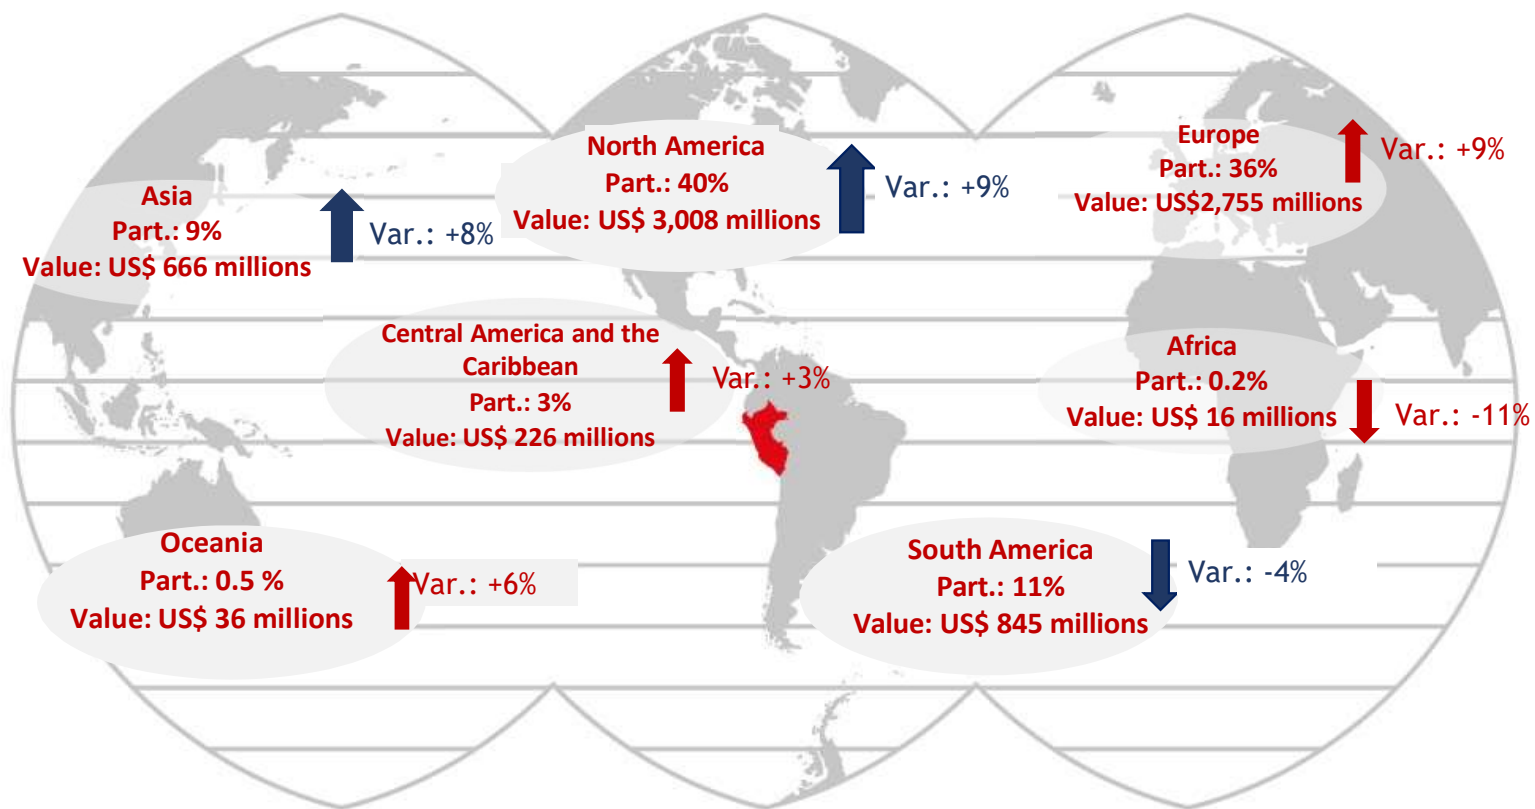 North America
Part.: 40%
Value: US$ 3,008 millions
Var.: +9%
Europe
Part.: 36%
Value: US$2,755 millions
Var.: +9%
Asia
Part.: 9%
Value: US$ 666 millions
Var.: +8%
Central America and the
Caribbean
Part.: 3%
Value: US$ 226 millions
Var.: +3%
Africa
Part.: 0.2%
Value: US$ 16 millions
Var.: -11%
Oceania
Part.: 0.5 %
Value: US$ 36 millions
Var.: +6%
South America
Part.: 11%
Value: US$ 845 millions
Var.: -4%